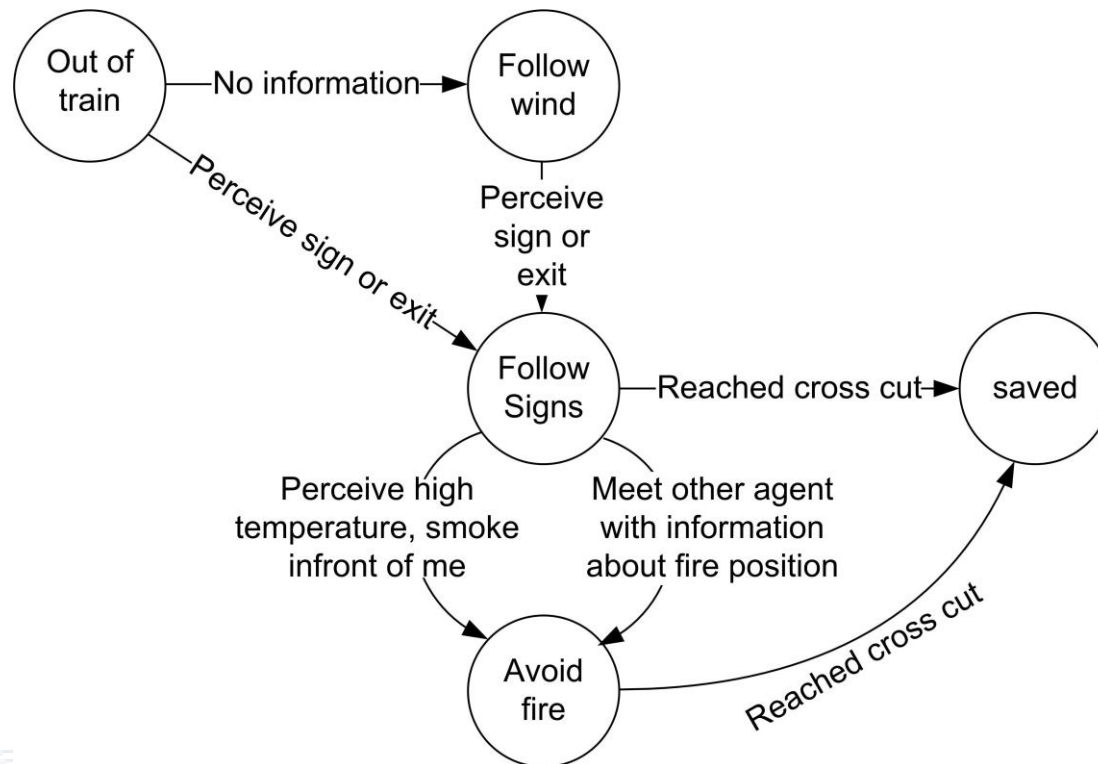 Out of
train
No information
Follow
wind
Perceive sign or exit
Perceive
sign or
exit
Follow
Signs
Reached cross cut
saved
Perceive high
temperature, smoke
infront of me
Meet other agent
with information
about fire position
Avoid
fire
Reached cross cut